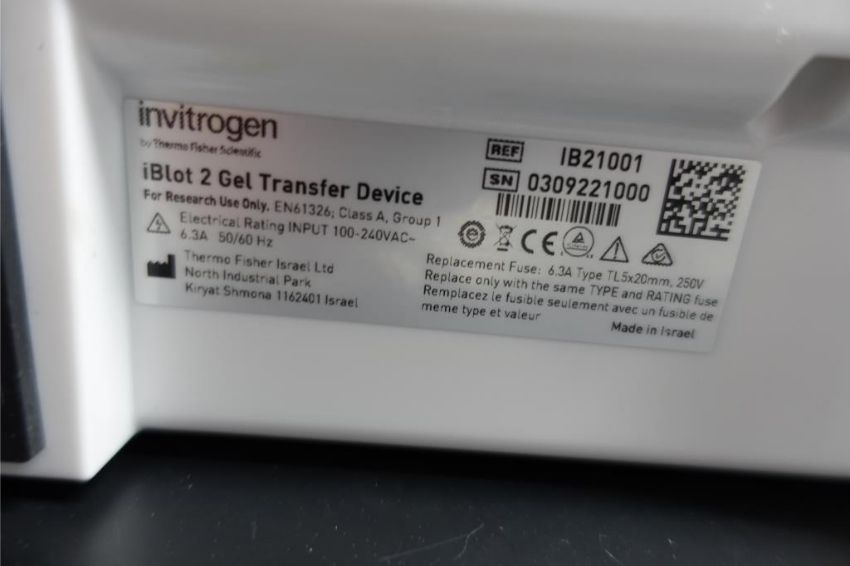 invitrogen
by Thermo Fisher Scientific
iBlot 2 Gel Transfer Device
For Research Use Only. EN61326; Class A, Group 1
Electrical Rating INPUT 100-240VAC~
6.3A 50/60 Hz
Thermo Fisher Israel Ltd
North Industrial Park
Kiryat Shmona 1162401 Israel
REF IB21001
SN 0309221000
CE
Replacement Fuse: 6.3A Type TL5x20mm, 250V
Replace only with the same TYPE and RATING fuse
Remplacez le fusible seulement avec un fusible de
meme type et valeur
Made in Israel